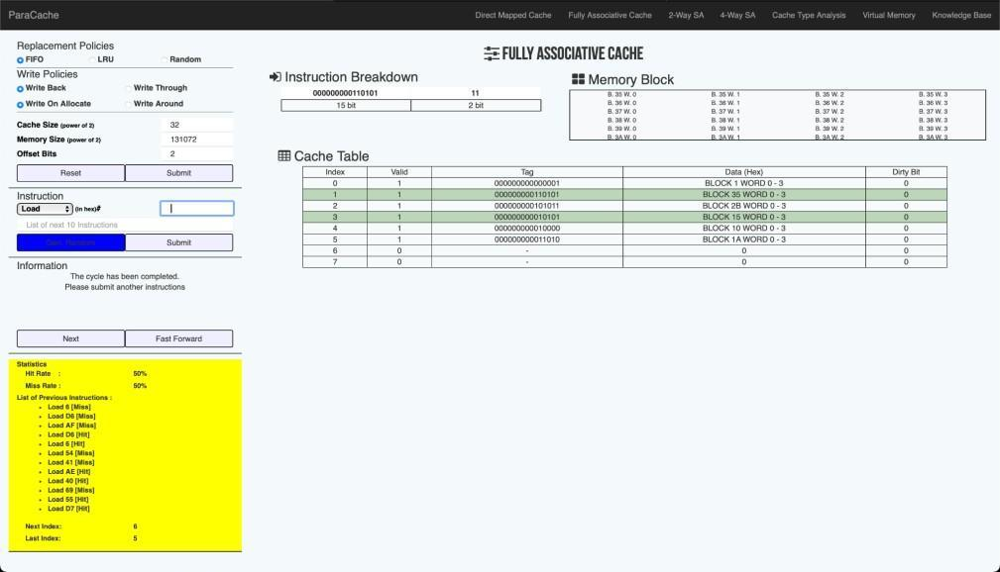 ParaCache
Direct Mapped Cache Fully Associative Cache 2-Way SA 4-Way SA Cache Type Analysis Virtual Memory Knowledge Base
Replacement Policies
FIFO LRU Random
Write Policies
Write Back Write Through
Write On Allocate Write Around
Cache Size (power of 2) 32
Memory Size (power of 2) 131072
Offset Bits 2
Reset Submit
Instruction
Load (in hex)#
List of next 10 Instructions
Gen. Random Submit
Information
The cycle has been completed.
Please submit another instructions
Next Fast Forward
Statistics
Hit Rate : 50%
Miss Rate : 50%
List of Previous Instructions :
• Load 6 [Miss]
• Load D6 [Miss]
• Load AF [Miss]
• Load D6 [Hit]
• Load 6 [Hit]
• Load 54 [Miss]
• Load 41 [Miss]
• Load AE [Hit]
• Load 40 [Hit]
• Load 69 [Miss]
• Load 55 [Hit]
• Load D7 [Hit]
Next Index: 6
Last Index: 5
FULLY ASSOCIATIVE CACHE
Instruction Breakdown
000000000110101 11
15 bit 2 bit
Memory Block
B. 35 W. 0 B. 35 W. 1 B. 35 W. 2 B. 35 W. 3
B. 36 W. 0 B. 36 W. 1 B. 36 W. 2 B. 36 W. 3
B. 37 W. 0 B. 37 W. 1 B. 37 W. 2 B. 37 W. 3
B. 38 W. 0 B. 38 W. 1 B. 38 W. 2 B. 38 W. 3
B. 39 W. 0 B. 39 W. 1 B. 39 W. 2 B. 39 W. 3
B. 3A W. 0 B. 3A W. 1 B. 3A W. 2 B. 3A W. 3
Cache Table
Index Valid Tag Data (Hex) Dirty Bit
0 1 000000000000001 BLOCK 1 WORD 0 - 3 0
1 1 000000000110101 BLOCK 35 WORD 0 - 3 0
2 1 000000000101011 BLOCK 2B WORD 0 - 3 0
3 1 000000000010101 BLOCK 15 WORD 0 - 3 0
4 1 000000000010000 BLOCK 10 WORD 0 - 3 0
5 1 000000000011010 BLOCK 1A WORD 0 - 3 0
6 0 - 0 0
7 0 - 0 0